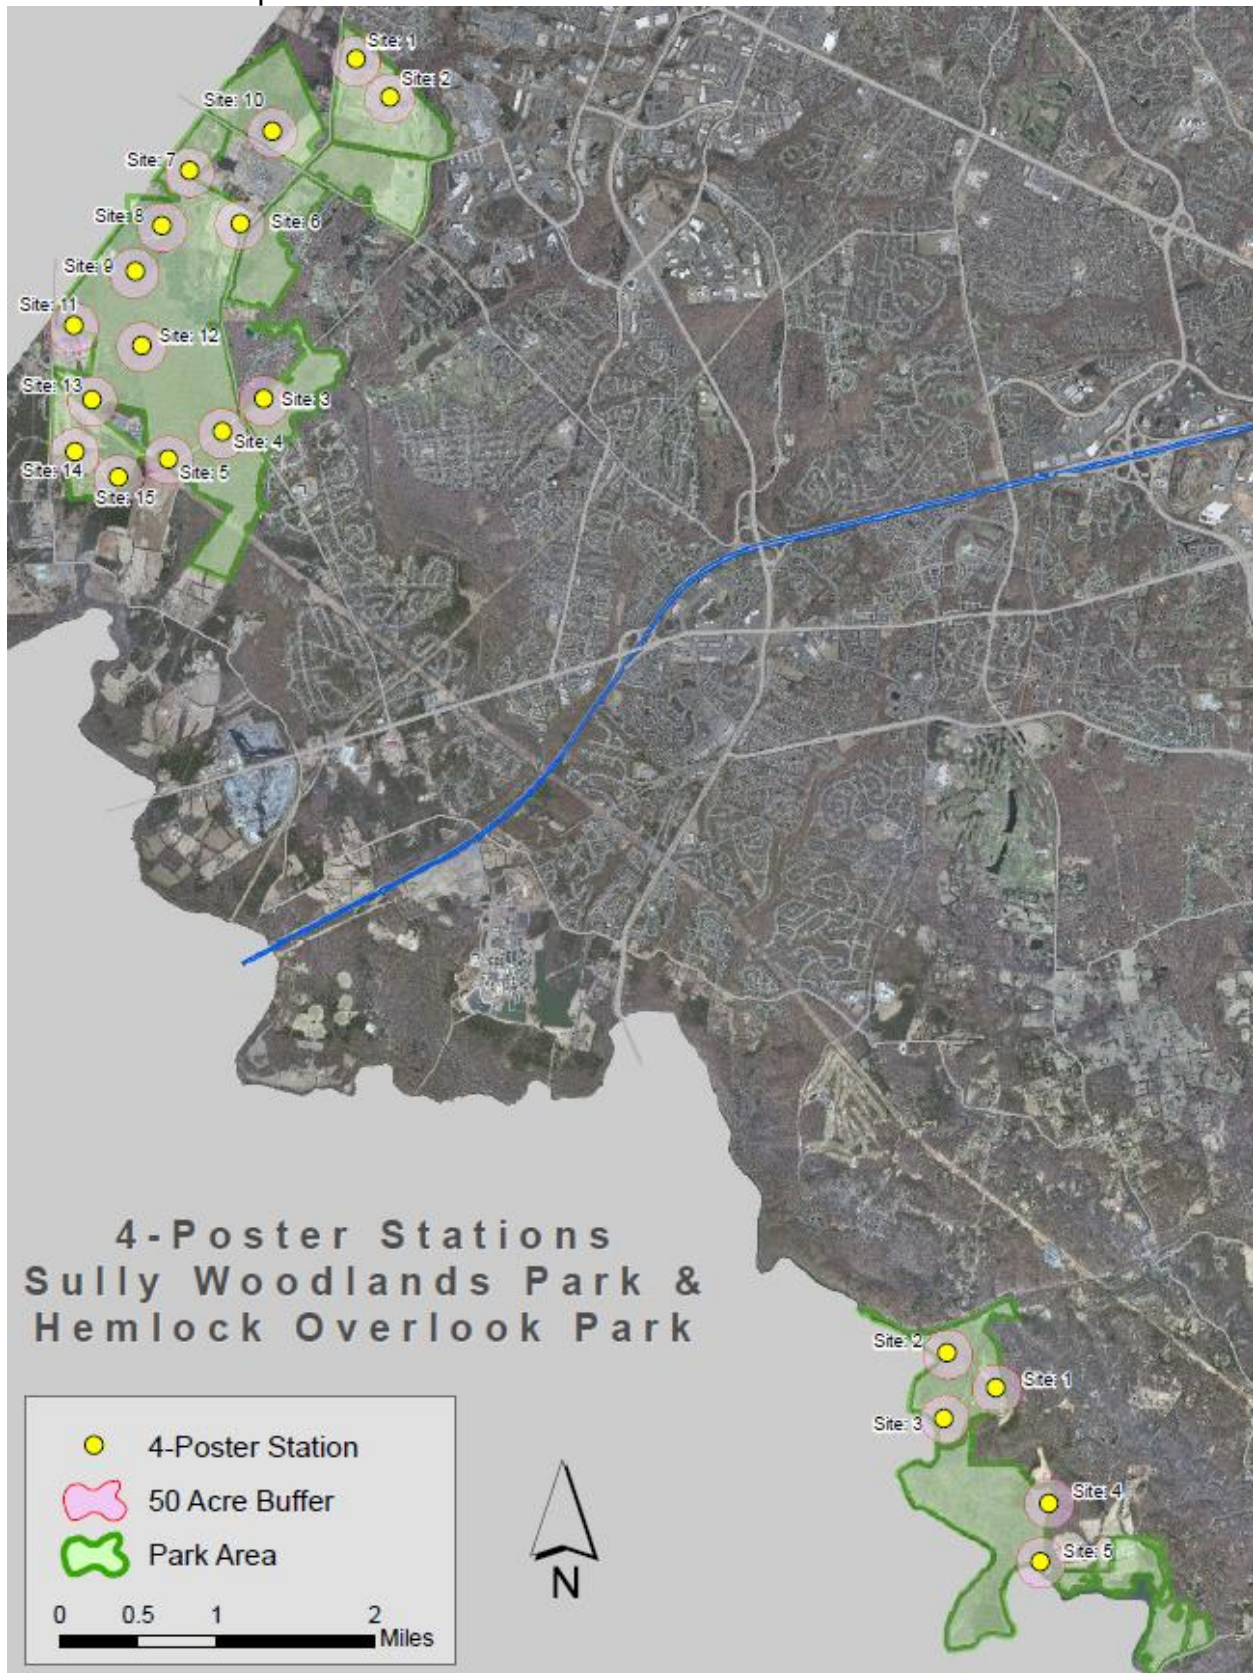 Site: 1
Site: 2
Site: 10
Site: 7
Site: 8
Site: 6
Site: 9
Site: 11
Site: 12
Site: 13
Site: 3
Site: 4
Site: 14
Site: 5
Site: 15
4-Poster Stations
Sully Woodlands Park &
Hemlock Overlook Park
Site: 2
Site: 1
Site: 3
Site: 4
Site: 5
4-Poster Station
50 Acre Buffer
Park Area
0 0.5 1 2
Miles
N